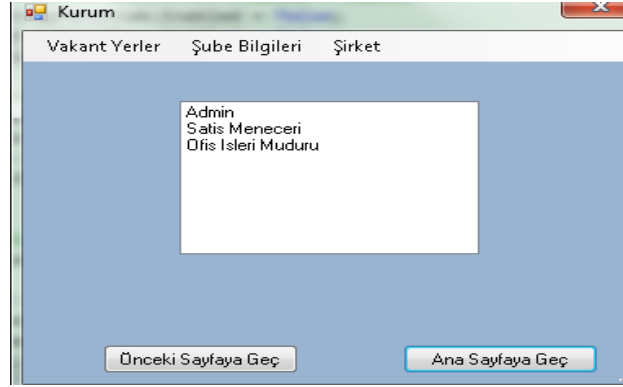 Kurum
Vakant Yerler Şube Bilgileri Şirket
Admin
Satis Meneceri
Ofis Isleri Muduru
Önceki Sayfaya Geç Ana Sayfaya Geç